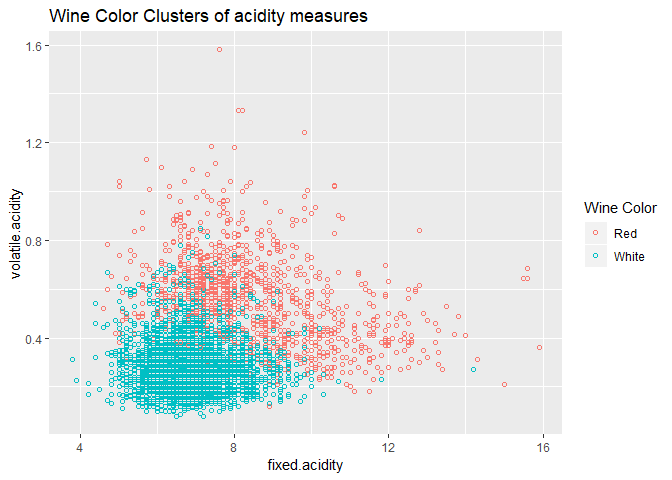 Wine Color Clusters of acidity measures
1.6
1.2
0.8
0.4
volatile.acidity
4
8
12
16
fixed.acidity
Wine Color
Red
White